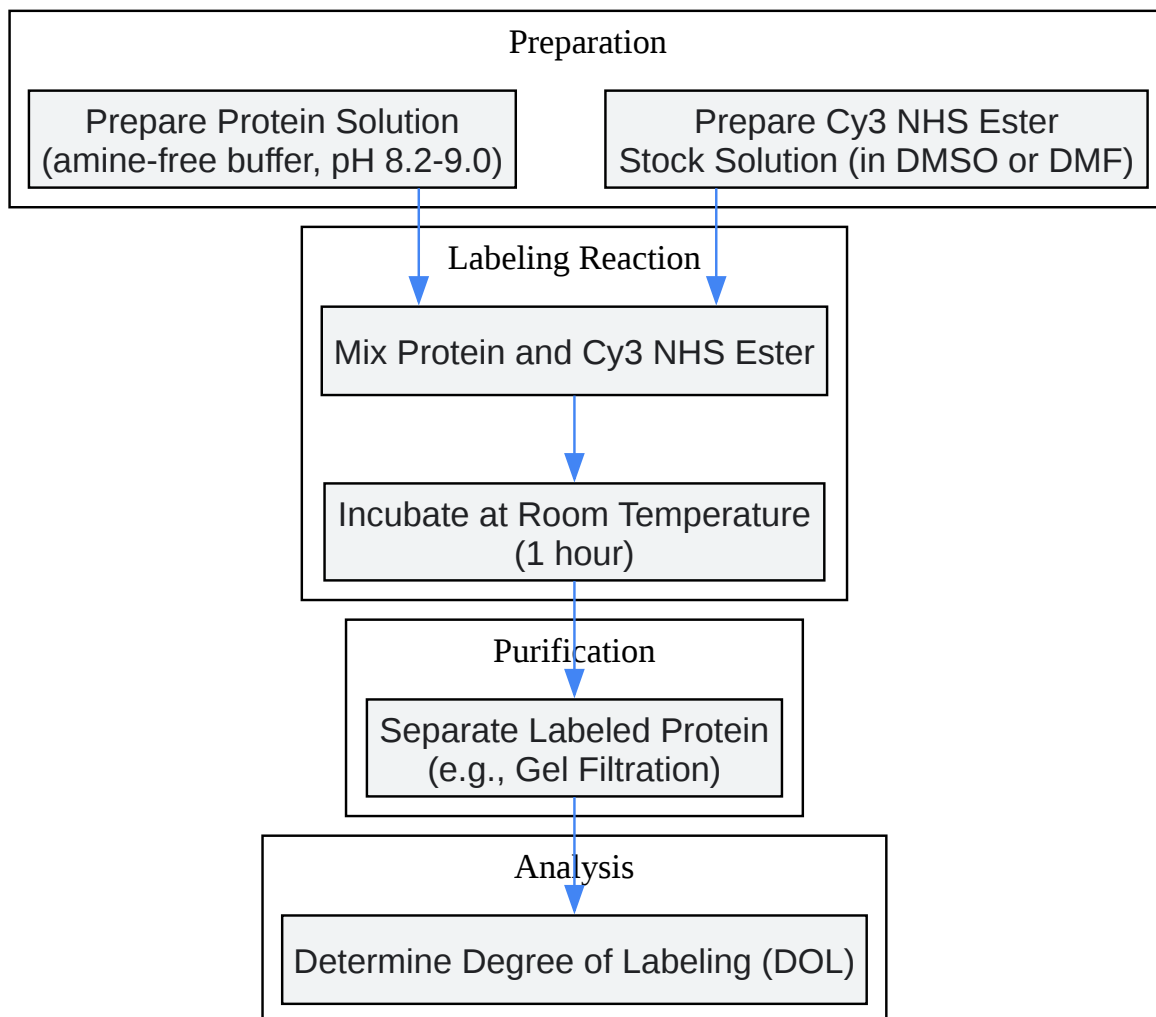 Preparation
Prepare Protein Solution
(amine-free buffer, pH 8.2-9.0)
Prepare Cy3 NHS Ester
Stock Solution (in DMSO or DMF)
Labeling Reaction
Mix Protein and Cy3 NHS Ester
Incubate at Room Temperature
(1 hour)
Purification
Separate Labeled Protein
(e.g., Gel Filtration)
Analysis
Determine Degree of Labeling (DOL)